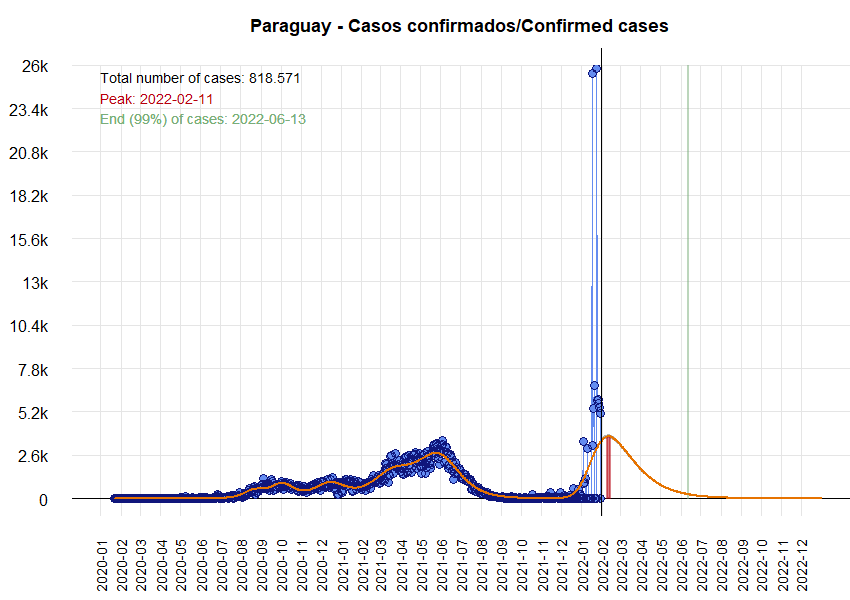 Paraguay - Casos confirmados/Confirmed cases
Total number of cases: 818.571
Peak: 2022-02-11
End (99%) of cases: 2022-06-13
26k
23.4k
20.8k
18.2k
15.6k
13k
10.4k
7.8k
5.2k
2.6k
0
2020-01
2020-02
2020-03
2020-04
2020-05
2020-06
2020-07
2020-08
2020-09
2020-10
2020-11
2020-12
2021-01
2021-02
2021-03
2021-04
2021-05
2021-06
2021-07
2021-08
2021-09
2021-10
2021-11
2021-12
2022-01
2022-02
2022-03
2022-04
2022-05
2022-06
2022-07
2022-08
2022-09
2022-10
2022-11
2022-12